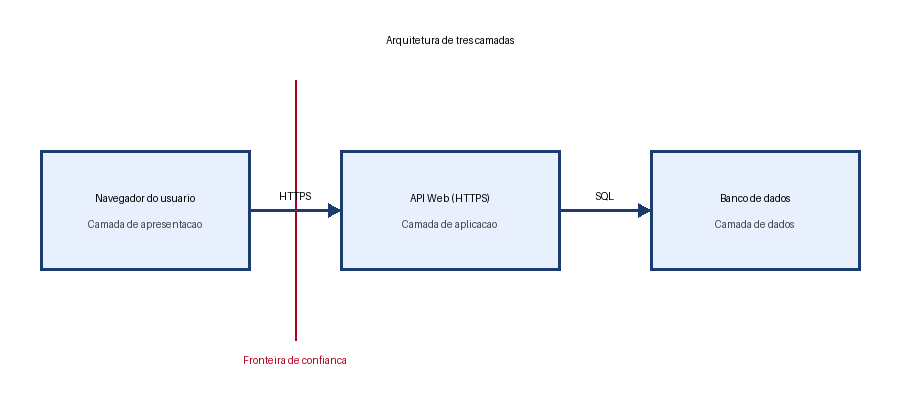 Arquitetura de tres camadas
Navegador do usuario
Camada de apresentacao
HTTPS
API Web (HTTPS)
Camada de aplicacao
SQL
Banco de dados
Camada de dados
Fronteira de confianca